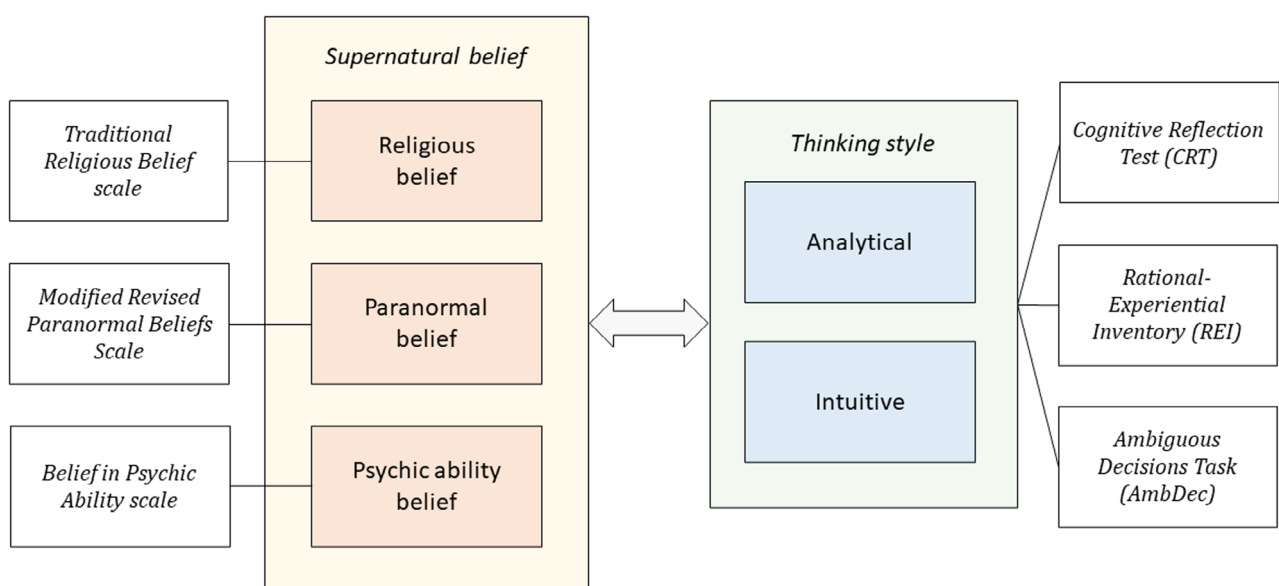 Supernatural belief
Traditional
Religious Belief
scale
Religious
belief
Modified Revised
Paranormal Beliefs
Scale
Paranormal
belief
Belief in Psychic
Ability scale
Psychic ability
belief
Thinking style
Analytical
Intuitive
Cognitive Reflection
Test (CRT)
Rational-
Experiential
Inventory (REI)
Ambiguous
Decisions Task
(AmbDec)